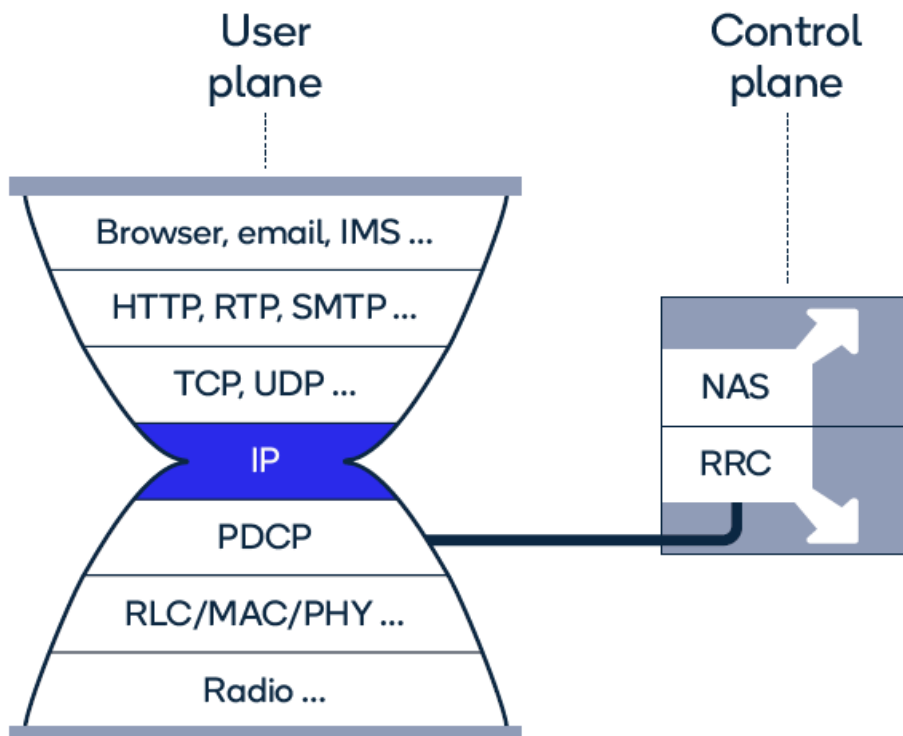 User
plane
Control
plane
Browser, email, IMS ...
HTTP, RTP, SMTP ...
TCP, UDP ...
IP
PDCP
RLC/MAC/PHY ...
Radio ...
NAS
RRC